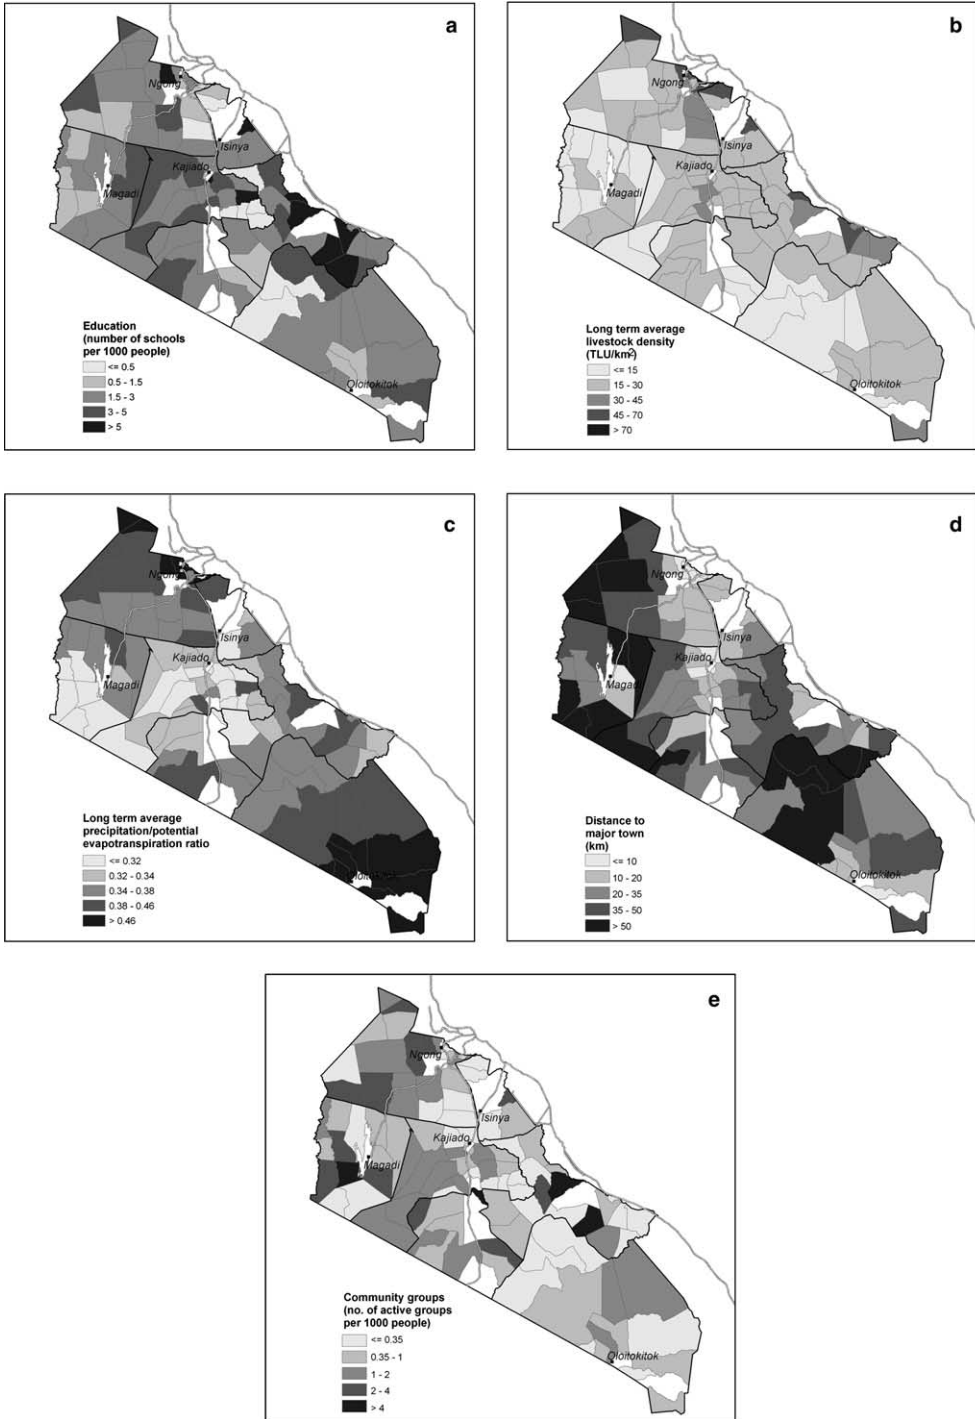 a
Ngong
Isinya
Kajiado
Magadi
Oloitokitok
Education
(number of schools
per 1000 people)
<= 0.5
0.5 - 1.5
1.5 - 3
3 - 5
> 5
b
Ngong
Isinya
Kajiado
Magadi
Oloitokitok
Long term average
livestock density
(TLU/km2)
<= 15
15 - 30
30 - 45
45 - 70
> 70
c
Ngong
Isinya
Kajiado
Magadi
Oloitokitok
Long term average
precipitation/potential
evapotranspiration ratio
<= 0.32
0.32 - 0.34
0.34 - 0.38
0.38 - 0.46
> 0.46
d
Ngong
Isinya
Kajiado
Magadi
Oloitokitok
Distance to
major town
(km)
<= 10
10 - 20
20 - 35
35 - 50
> 50
e
Ngong
Isinya
Kajiado
Magadi
Oloitokitok
Community groups
(no. of active groups
per 1000 people)
<= 0.35
0.35 - 1
1 - 2
2 - 4
> 4